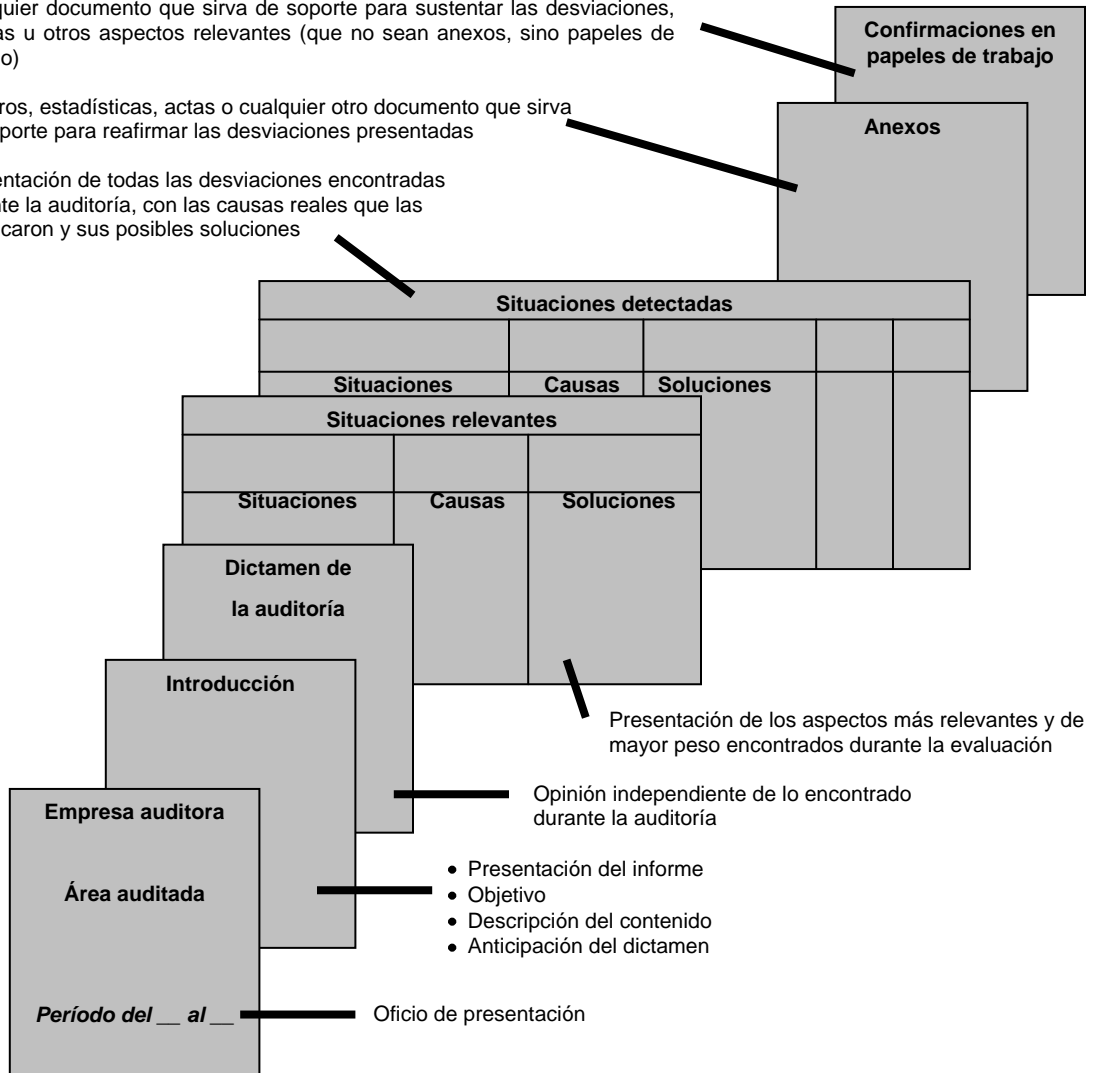 quier documento que sirva de soporte para sustentar las desviaciones,
as u otros aspectos relevantes (que no sean anexos, sino papeles de
o)
ros, estadísticas, actas o cualquier otro documento que sirva
porte para reafirmar las desviaciones presentadas
entación de todas las desviaciones encontradas
nte la auditoría, con las causas reales que las
caron y sus posibles soluciones
Confirmaciones en
papeles de trabajo
Anexos
Situaciones detectadas
Situaciones Causas Soluciones
Situaciones relevantes
Situaciones Causas Soluciones
Dictamen de
la auditoría
Introducción
Presentación de los aspectos más relevantes y de
mayor peso encontrados durante la evaluación
Opinión independiente de lo encontrado
durante la auditoría
Empresa auditora
Área auditada
• Presentación del informe
• Objetivo
• Descripción del contenido
• Anticipación del dictamen
Período del __ al __
Oficio de presentación